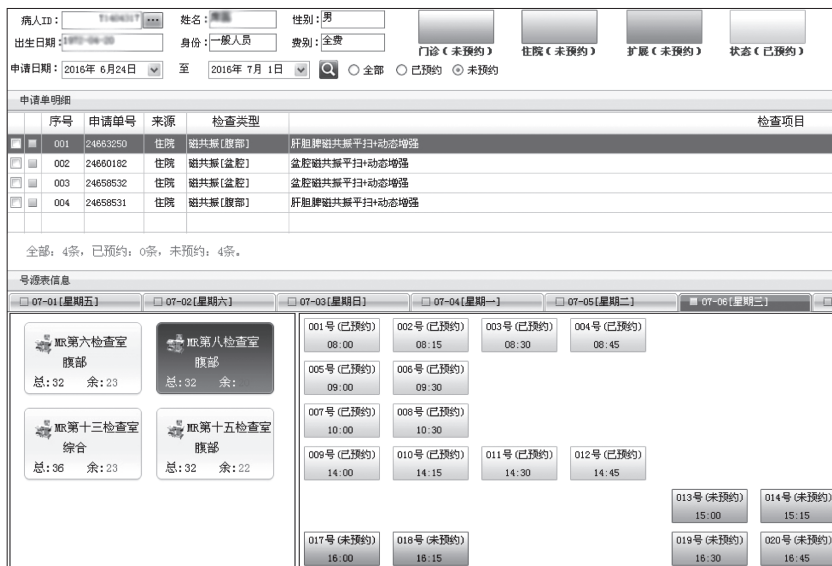 病人ID： ... 姓名： 性别：男
出生日期： 身份：一般人员 费别：全费
门诊（未预约） 住院（未预约） 扩展（未预约） 状态（已预约）
申请日期：2016年 6月24日 至 2016年 7月 1日 全部 已预约 未预约
申请单明细
序号 申请单号 来源 检查类型 检查项目
001 24663250 住院 磁共振[腹部] 肝胆脾磁共振平扫+动态增强
002 24660182 住院 磁共振[盆腔] 盆腔磁共振平扫+动态增强
003 24658532 住院 磁共振[盆腔] 盆腔磁共振平扫+动态增强
004 24658531 住院 磁共振[腹部] 肝胆脾磁共振平扫+动态增强
全部：4条，已预约：0条，未预约：4条。
号源表信息
07-01[星期五] 07-02[星期六] 07-03[星期日] 07-04[星期一] 07-05[星期二] 07-06[星期三]
MR第六检查室 MR第八检查室
腹部 腹部
总:32 余:23 总:32 余:
MR第十三检查室 MR第十五检查室
综合 腹部
总:36 余:23 总:32 余:22
001号(已预约) 002号(已预约) 003号(已预约) 004号(已预约)
08:00 08:15 08:30 08:45
005号(已预约) 006号(已预约)
09:00 09:30
007号(已预约) 008号(已预约)
10:00 10:30
009号(已预约) 010号(已预约) 011号(已预约) 012号(已预约)
14:00 14:15 14:30 14:45
013号(未预约) 014号(未预约)
15:00 15:15
017号(未预约) 018号(未预约) 019号(未预约) 020号(未预约)
16:00 16:15 16:30 16:45